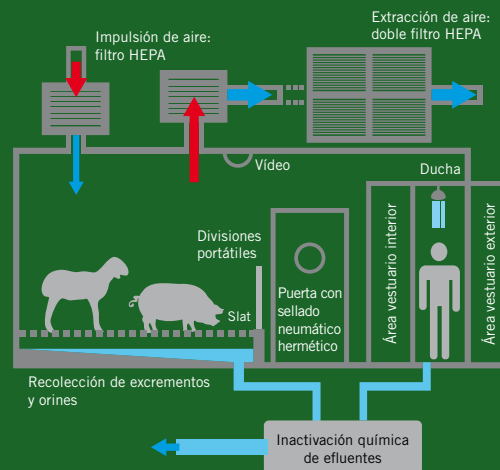 Impulsión de aire:
filtro HEPA
Extracción de aire:
doble filtro HEPA
Vídeo
Ducha
Divisiones
portátiles
Slat
Puerta con
sellado
neumático
hermético
Área vestuario interior
Área vestuario exterior
Recolección de excrementos
y orines
Inactivación química
de efluentes